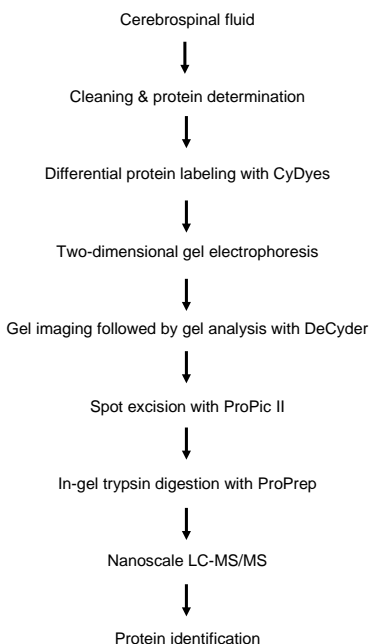 Cerebrospinal fluid
Cleaning & protein determination
Differential protein labeling with CyDyes
Two-dimensional gel electrophoresis
Gel imaging followed by gel analysis with DeCyder
Spot excision with ProPic II
In-gel trypsin digestion with ProPrep
Nanoscale LC-MS/MS
Protein identification